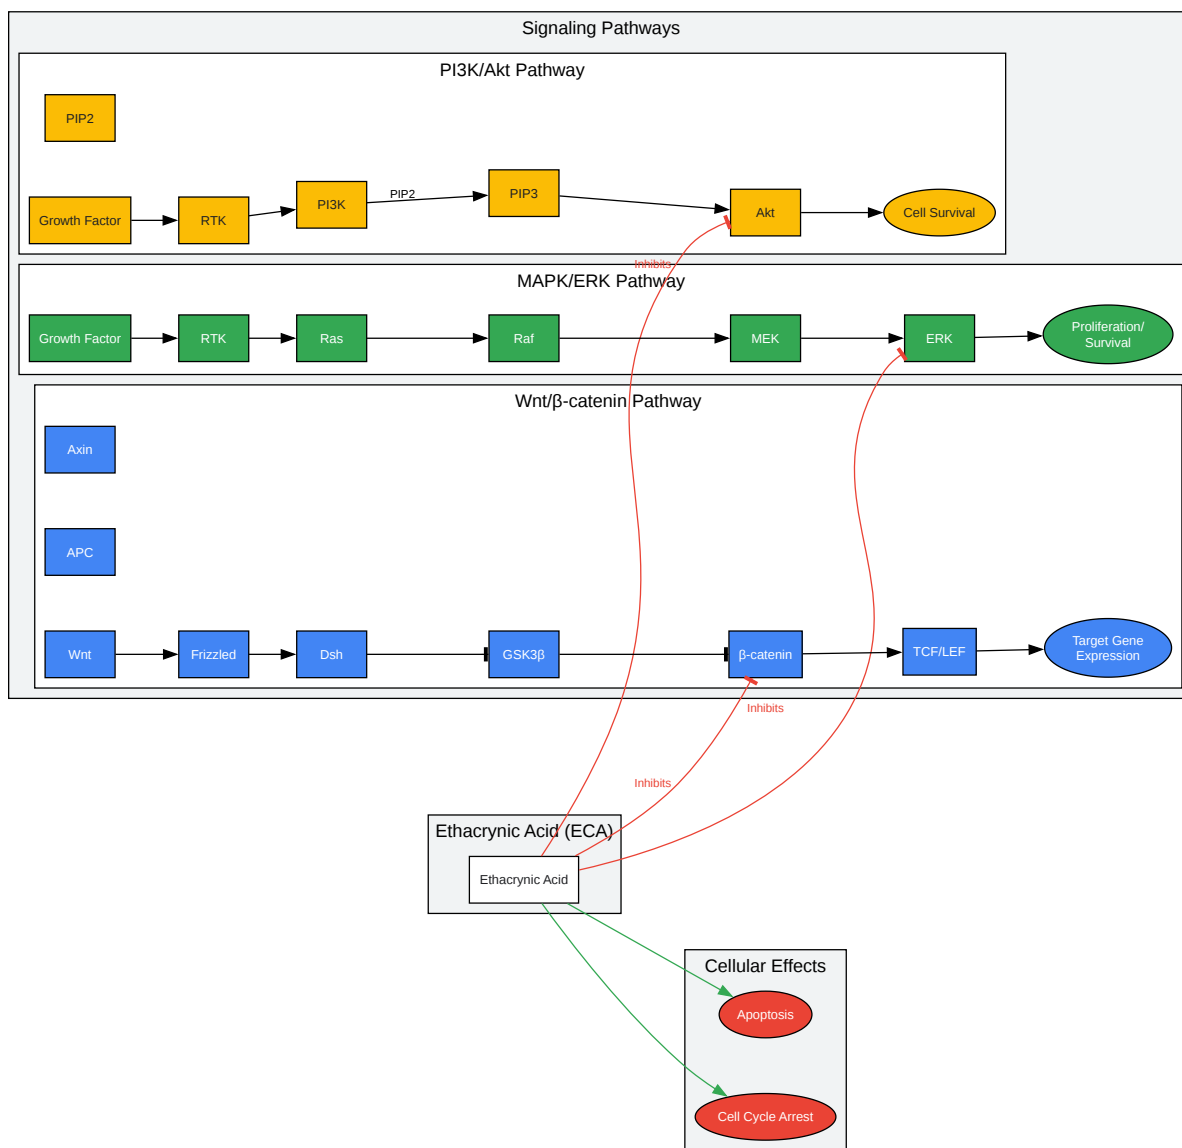 Signaling Pathways
PI3K/Akt Pathway
PIP2
Growth Factor
RTK
PI3K
PIP2
PIP3
Akt
Cell Survival
Inhibits
MAPK/ERK Pathway
Growth Factor
RTK
Ras
Raf
MEK
ERK
Proliferation/
Survival
Wnt/β-catenin Pathway
Axin
APC
Wnt
Frizzled
Dsh
GSK3β
β-catenin
TCF/LEF
Target Gene
Expression
Inhibits
Inhibits
Ethacrynic Acid (ECA)
Ethacrynic Acid
Cellular Effects
Apoptosis
Cell Cycle Arrest